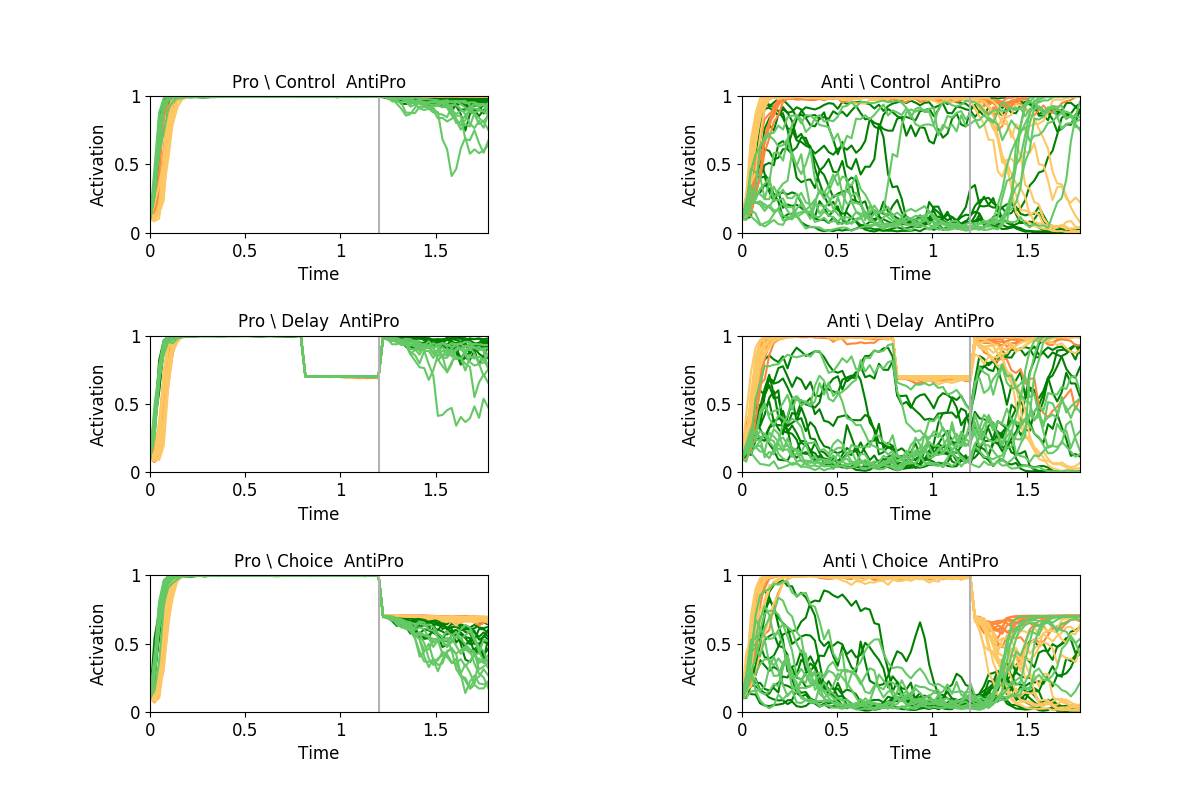 Pro \ Control  AntiPro
Activation
1
0.5
0
0
0.5
1
1.5
Time
Anti \ Control  AntiPro
Activation
1
0.5
0
0
0.5
1
1.5
Time
Pro \ Delay  AntiPro
Activation
1
0.5
0
0
0.5
1
1.5
Time
Anti \ Delay  AntiPro
Activation
1
0.5
0
0
0.5
1
1.5
Time
Pro \ Choice  AntiPro
Activation
1
0.5
0
0
0.5
1
1.5
Time
Anti \ Choice  AntiPro
Activation
1
0.5
0
0
0.5
1
1.5
Time